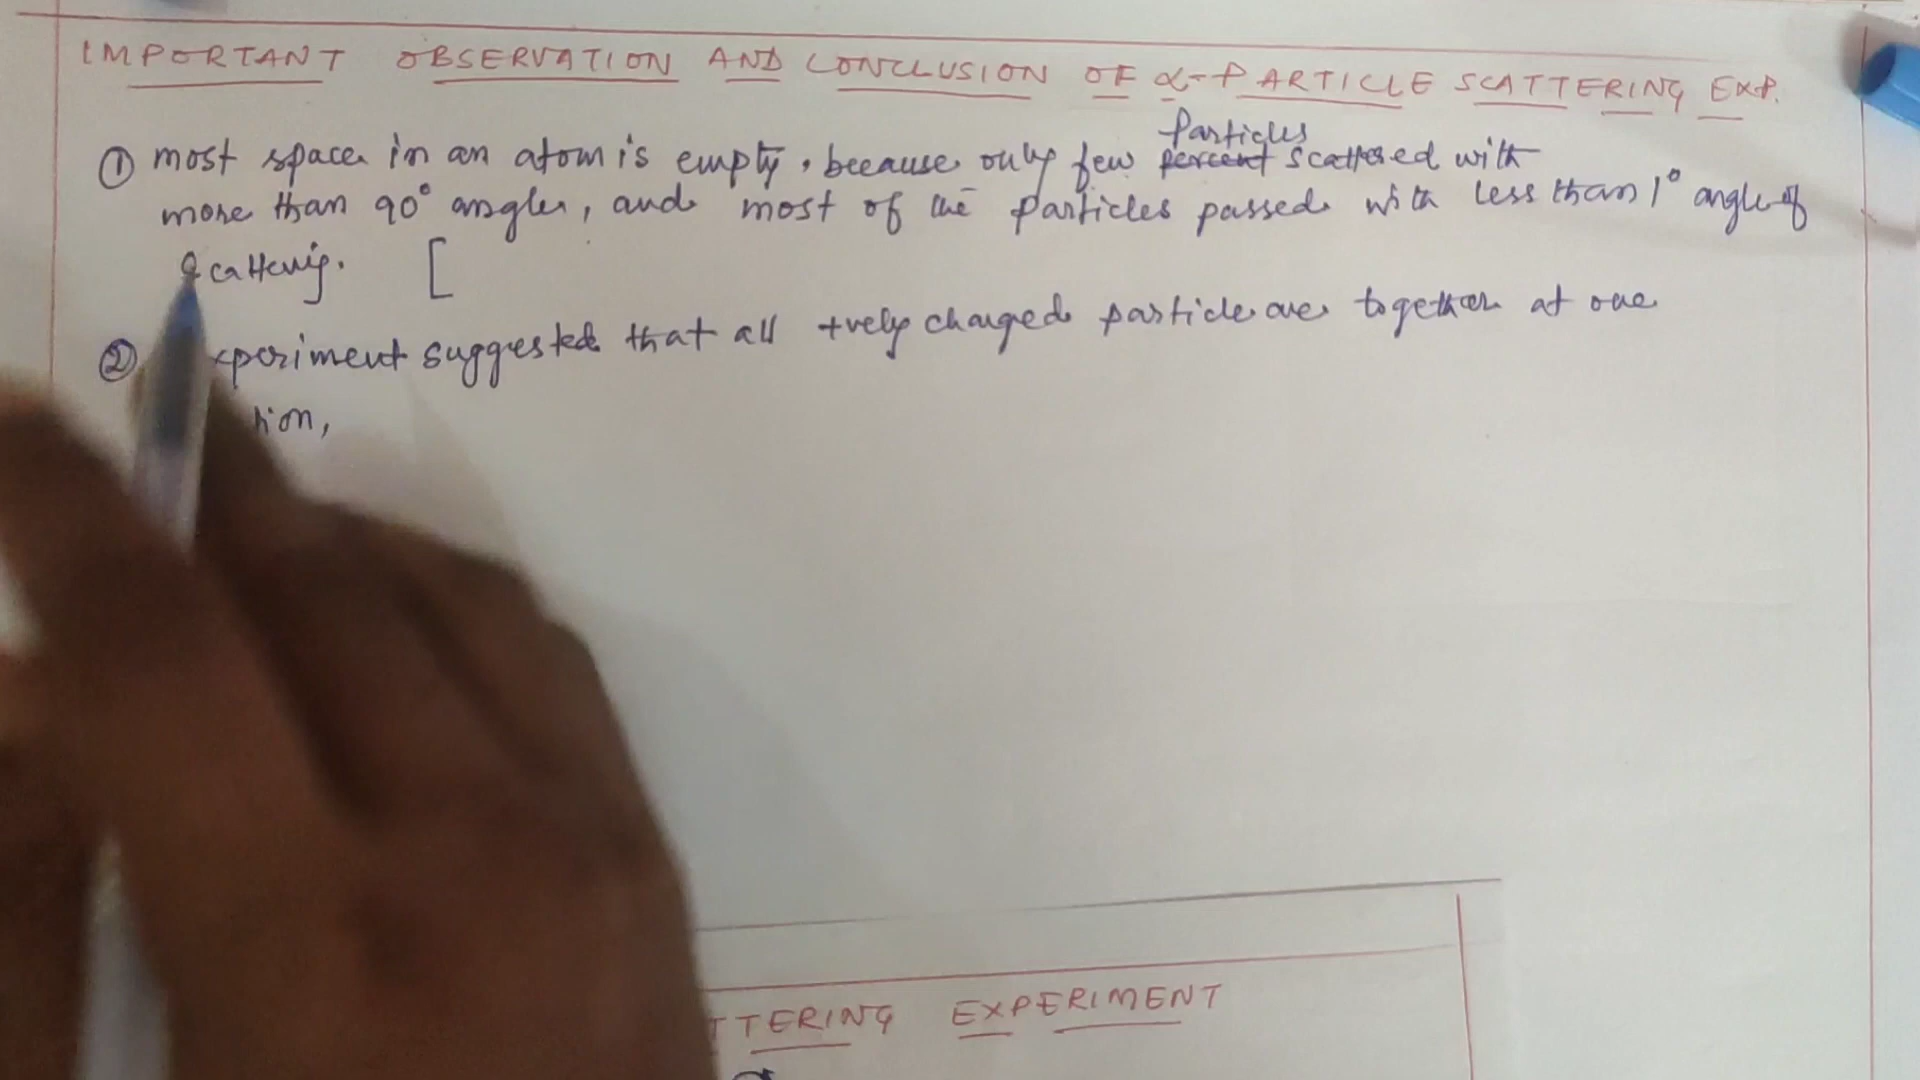 IMPORTANT OBSERVATION AND CONCLUSION OF α-PARTICLE SCATTERING EXP.
Particles
① most space in an atom is empty, because only few percent scattered with
more than 90° angles, and most of the particles passed with less than 1° angle of
scattering. [
② xperiment suggested that all +vely charged particle are together at one
tion,
TTERING EXPERIMENT